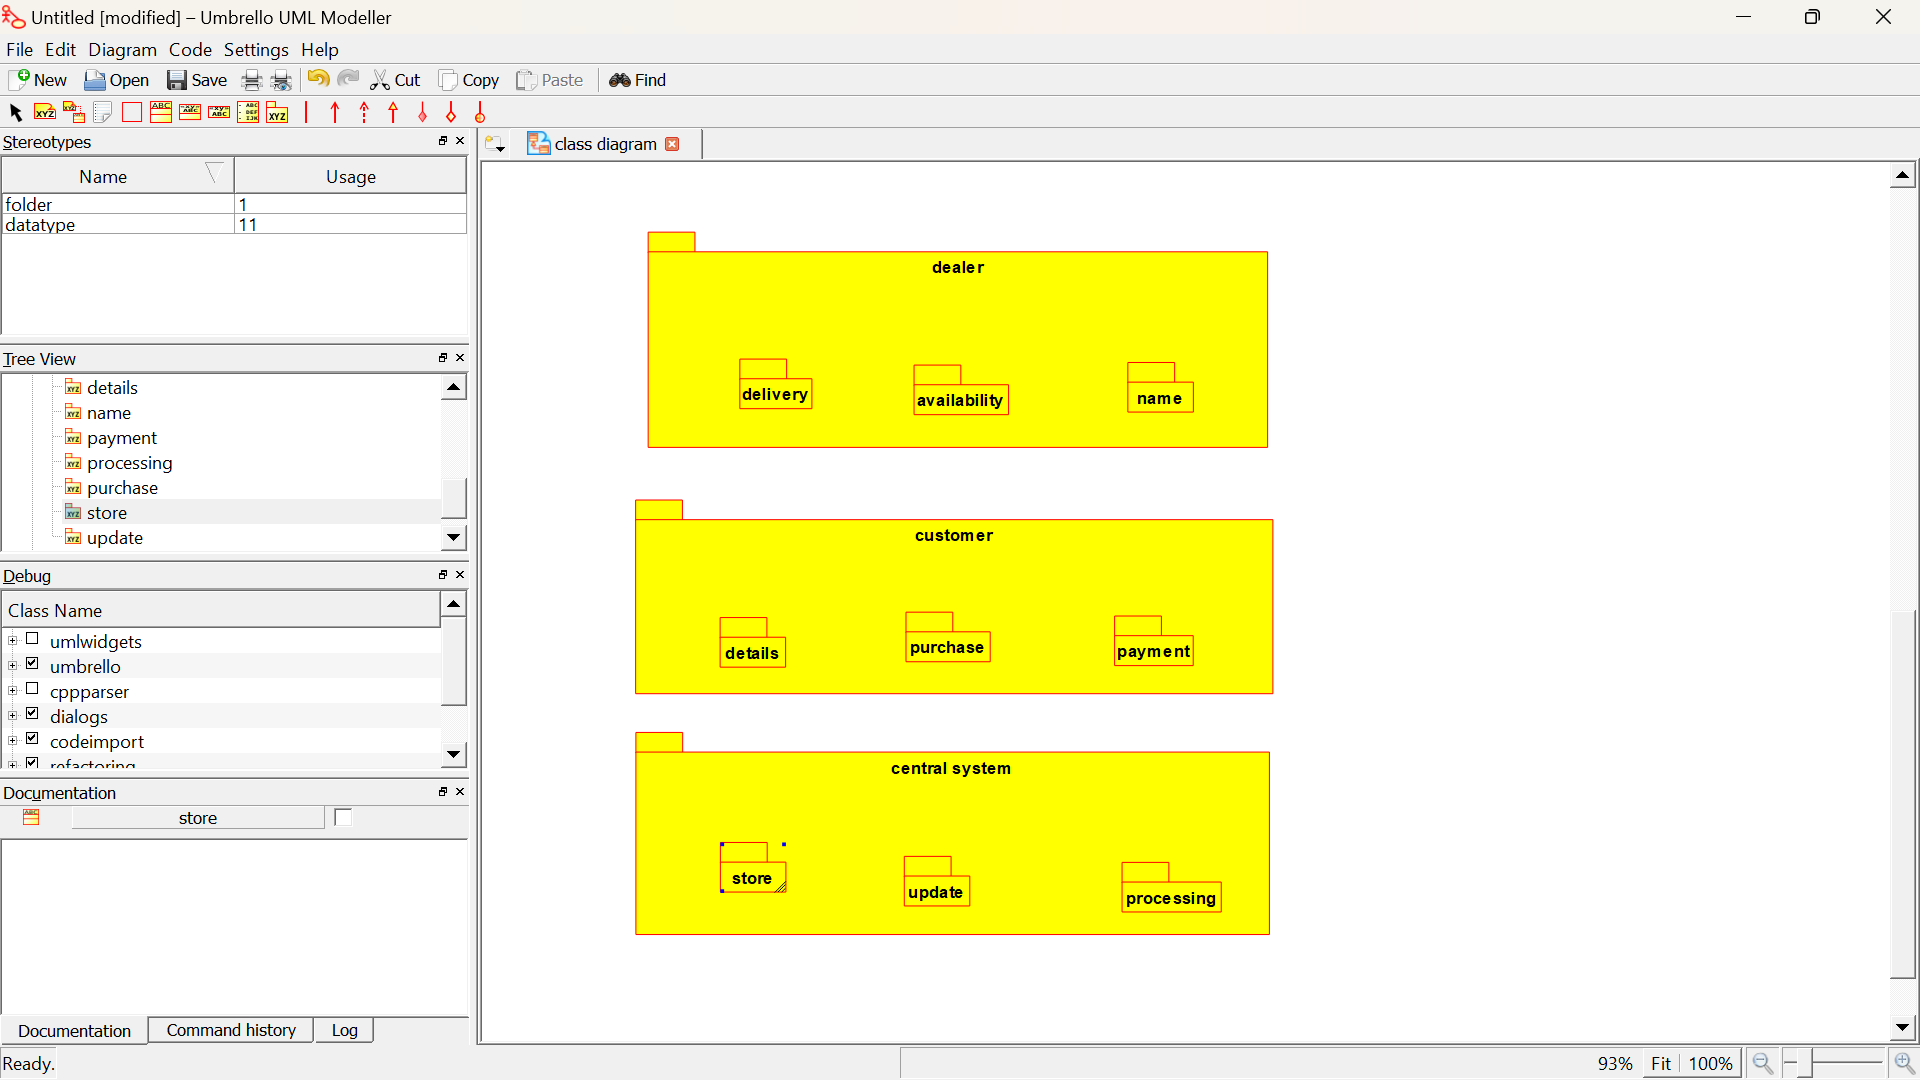 Untitled [modified] – Umbrello UML Modeller
File Edit Diagram Code Settings Help
New Open Save Cut Copy Paste Find
Stereotypes
Name Usage
folder 1
datatype 11
Tree View
details
name
payment
processing
purchase
store
update
Debug
Class Name
umlwidgets
umbrello
cppparser
dialogs
codeimport
refactoring
Documentation
store
Documentation Command history Log
Ready.
class diagram
dealer
delivery availability name
customer
details purchase payment
central system
store update processing
93% Fit 100%